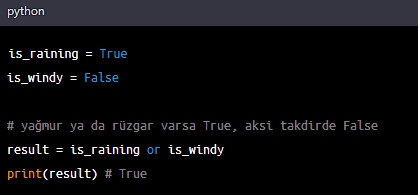 python
is_raining = True
is_windy = False
# yağmur ya da rüzgar varsa True, aksi takdirde False
result = is_raining or is_windy
print(result) # True